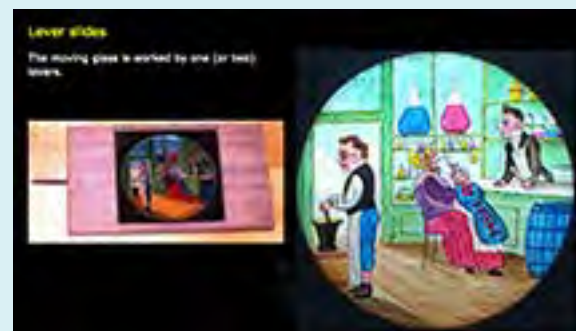 Lever slides
The moving glass is worked by one (or two)
levers.